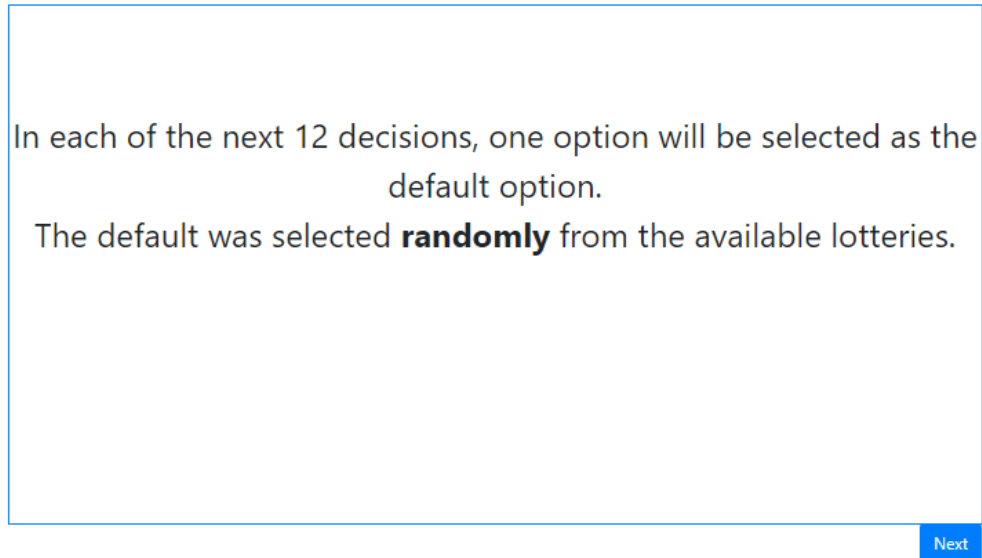 In each of the next 12 decisions, one option will be selected as the
default option.
The default was selected randomly from the available lotteries.
Next